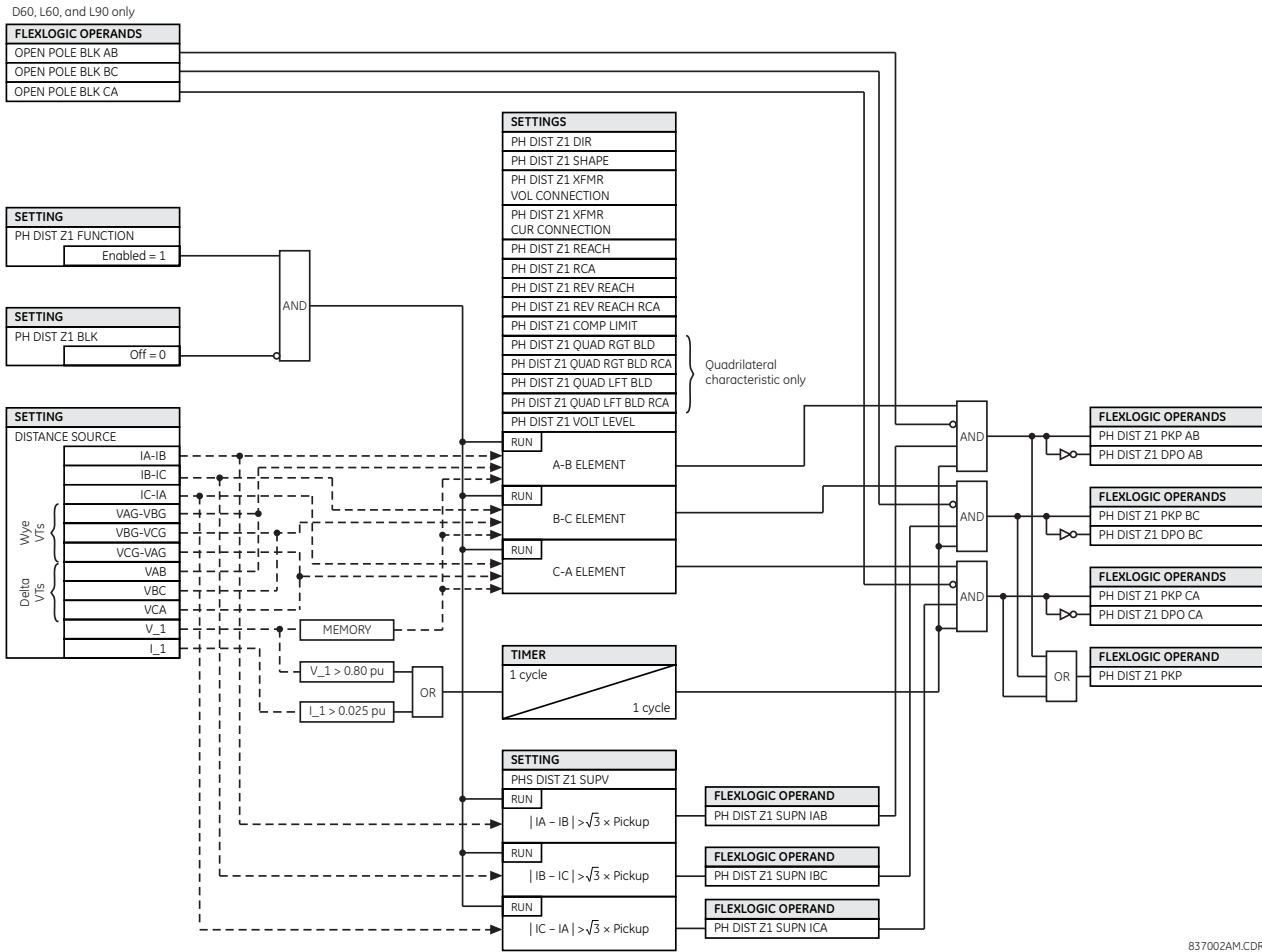 D60, L60, and L90 only
FLEXLOGIC OPERANDS
OPEN POLE BLK AB
OPEN POLE BLK BC
OPEN POLE BLK CA
SETTING
PH DIST Z1 FUNCTION
Enabled = 1
SETTING
PH DIST Z1 BLK
Off = 0
AND
SETTING
DISTANCE SOURCE
IA-IB
IB-IC
IC-IA
Wye
VTs
VAG-VBG
VBG-VCG
VCG-VAG
Delta
VTs
VAB
VBC
VCA
V_1
I_1
MEMORY
V_1 > 0.80 pu
I_1 > 0.025 pu
OR
SETTINGS
PH DIST Z1 DIR
PH DIST Z1 SHAPE
PH DIST Z1 XFMR
VOL CONNECTION
PH DIST Z1 XFMR
CUR CONNECTION
PH DIST Z1 REACH
PH DIST Z1 RCA
PH DIST Z1 REV REACH
PH DIST Z1 REV REACH RCA
PH DIST Z1 COMP LIMIT
PH DIST Z1 QUAD RGT BLD
PH DIST Z1 QUAD RGT BLD RCA
PH DIST Z1 QUAD LFT BLD
PH DIST Z1 QUAD LFT BLD RCA
PH DIST Z1 VOLT LEVEL
Quadrilateral
characteristic only
RUN
A-B ELEMENT
RUN
B-C ELEMENT
RUN
C-A ELEMENT
TIMER
1 cycle
1 cycle
SETTING
PHS DIST Z1 SUPV
RUN
| IA – IB | > √3 × Pickup
RUN
| IB – IC | > √3 × Pickup
RUN
| IC – IA | > √3 × Pickup
FLEXLOGIC OPERAND
PH DIST Z1 SUPN IAB
FLEXLOGIC OPERAND
PH DIST Z1 SUPN IBC
FLEXLOGIC OPERAND
PH DIST Z1 SUPN ICA
AND
AND
AND
OR
FLEXLOGIC OPERANDS
PH DIST Z1 PKP AB
PH DIST Z1 DPO AB
FLEXLOGIC OPERANDS
PH DIST Z1 PKP BC
PH DIST Z1 DPO BC
FLEXLOGIC OPERANDS
PH DIST Z1 PKP CA
PH DIST Z1 DPO CA
FLEXLOGIC OPERAND
PH DIST Z1 PKP
837002AM.CDR